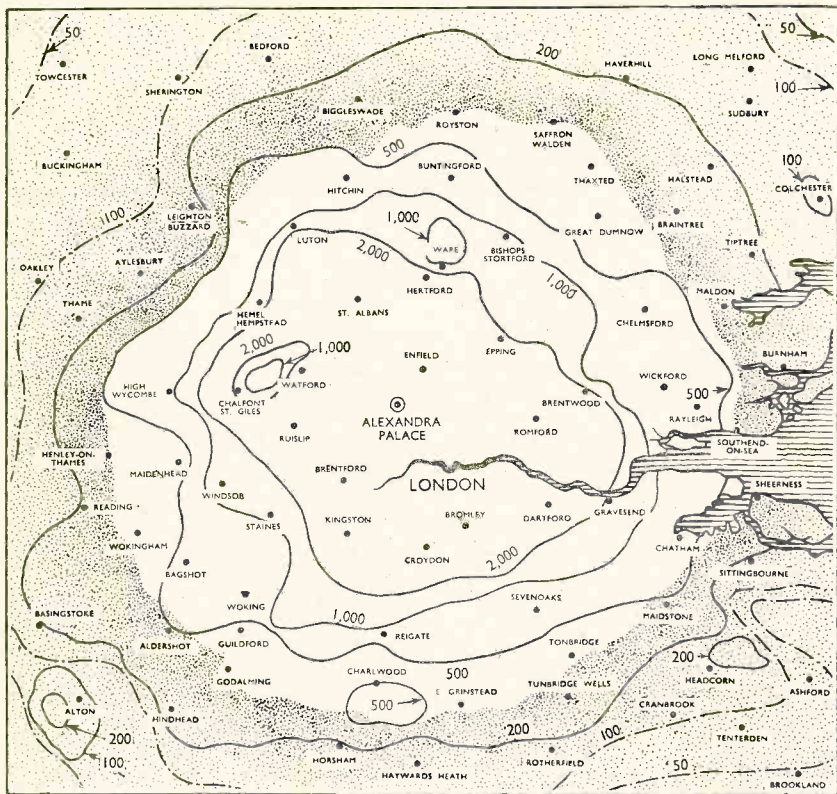 50
TOWCESTER
BEDFORD
200
HAVERHILL
LONG MELFORD
50
100
SHERINGTON
BIGGLESWADE
ROYSTON
SAFFRON
WALDEN
SUDBURY
BUCKINGHAM
500
BUNTINGFORD
HITCHIN
THAXTED
HALSTEAD
100
COLCHESTER
LEIGHTON
BUZZARD
100
1,000
GREAT DUNMOW
BRAINTREE
LUTON
2,000
WARE
BISHOPS
STORTFORD
TIPTREE
OAKLEY
AYLESBURY
HERTFORD
1,000
THAME
HEMEL
HEMPSTEAD
ST. ALBANS
CHELMSFORD
MALDON
2,000
1,000
WATFORD
ENFIELD
EPPING
BURNHAM
HIGH
WYCOMBE
CHALFONT
ST. GILES
ALEXANDRA
PALACE
BRENTWOOD
WICKFORD
500
RAYLEIGH
RUISLIP
ROMFORD
HENLEY-ON-
THAMES
MAIDENHEAD
BRENTFORD
LONDON
SOUTHEND-
ON-SEA
WINDSOB
SHEERNESS
READING
STAINES
KINGSTON
BROMLEY
DARTFORD
GRAVESEND
WOKINGHAM
CROYDON
2,000
CHATHAM
BAGSHOT
SITTINGBOURNE
WOKING
1,000
SEVENOAKS
MAIDSTONE
BASINGSTOKE
ALDERSHOT
GUILDFORD
REIGATE
TONBRIDGE
200
HEADCORN
GODALMING
CHARLWOOD
500
E GRINSTEAD
TUNBRIDGE WELLS
ASHFORD
ALTON
HINDHEAD
500
CRANBROOK
200
100
HORSHAM
HAYWARDS HEATH
200
ROTHERFIELD
100
TENTERDEN
50
BROOKLAND